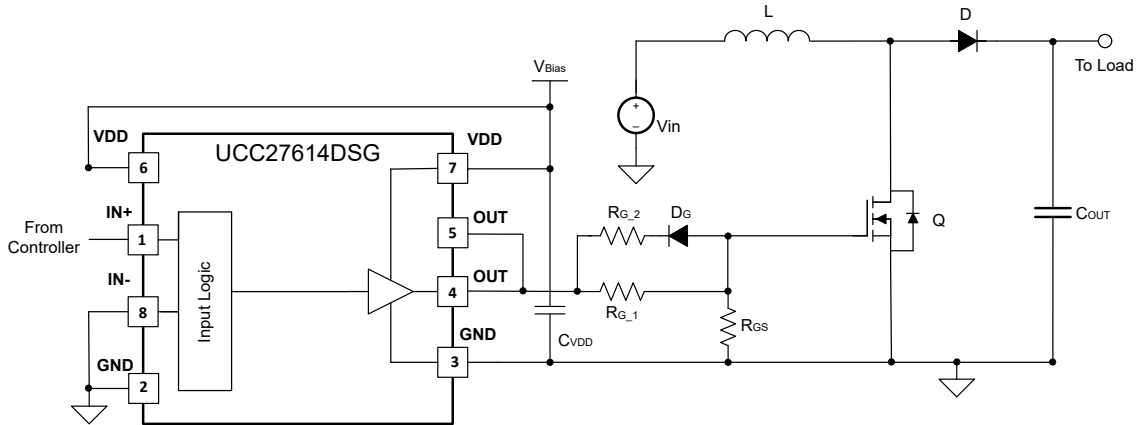 L
D
To Load
VBias
+
−
Vin
VDD
VDD
UCC27614DSG
6
7
IN+
OUT
From
Controller
1
5
RG_2
DG
Q
COUT
IN-
OUT
8
Input Logic
4
RG_1
RGS
GND
GND
CVDD
2
3